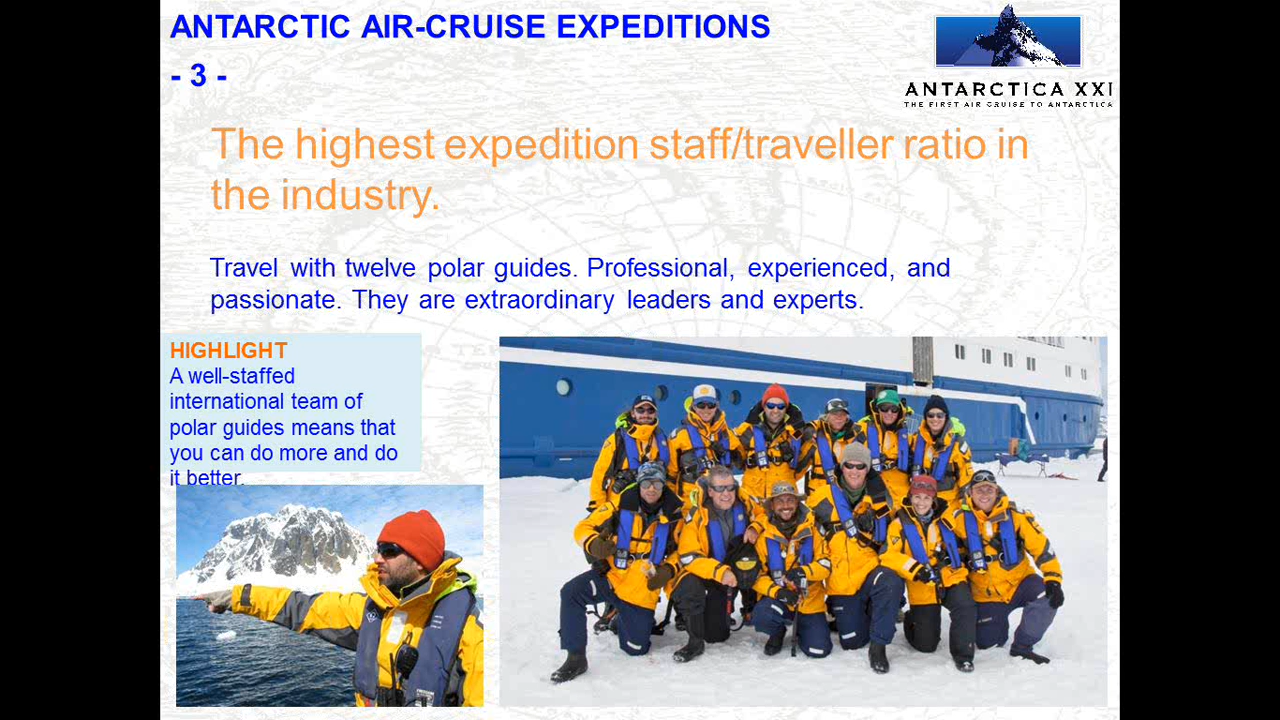 ANTARCTIC AIR-CRUISE EXPEDITIONS
- 3 -
ANTARCTICA XXI
THE FIRST AIR CRUISE TO ANTARCTICA
The highest expedition staff/traveller ratio in
the industry.
Travel with twelve polar guides. Professional, experienced, and
passionate. They are extraordinary leaders and experts.
HIGHLIGHT
A well-staffed
international team of
polar guides means that
you can do more and do
it better.